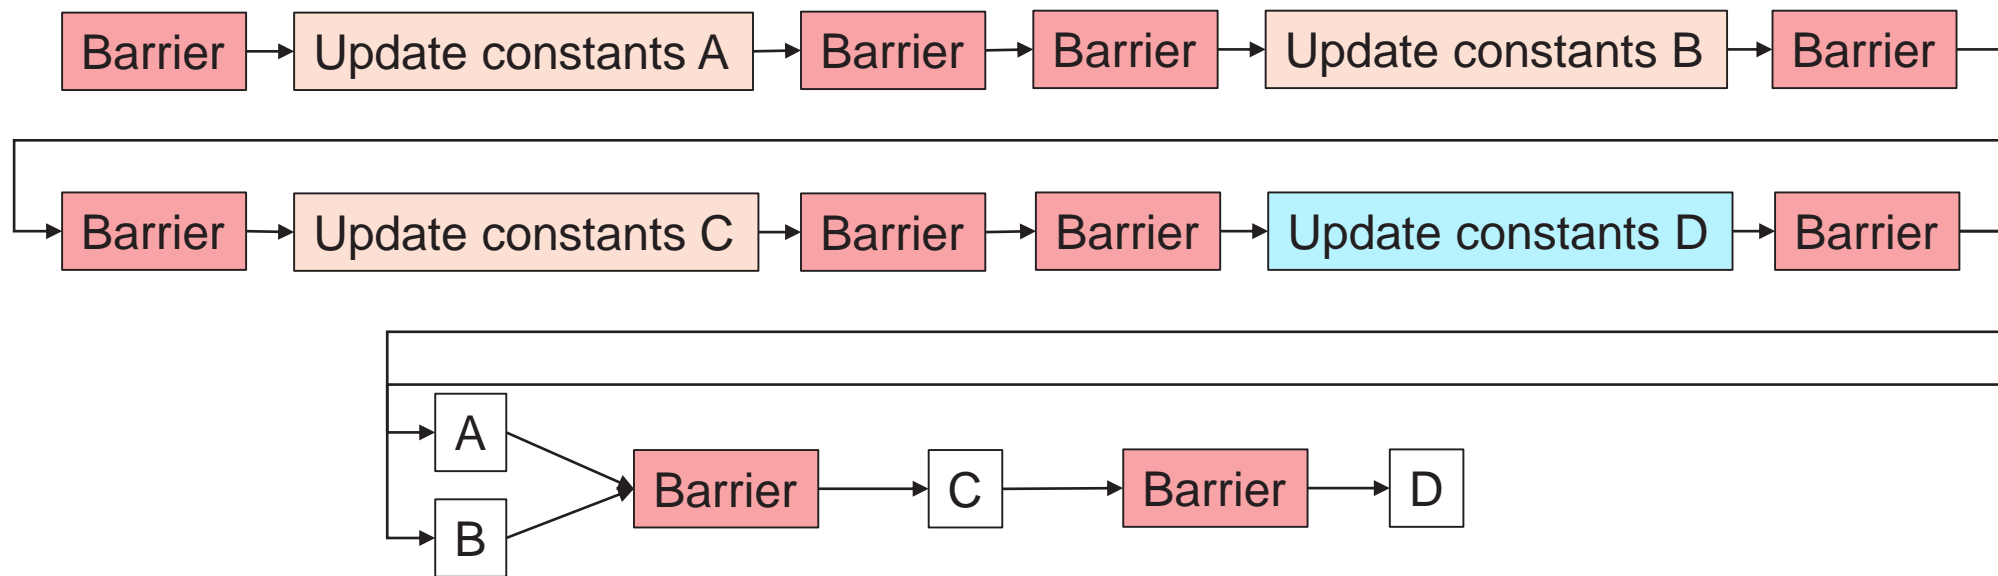 Barrier Update constants A Barrier Barrier Update constants B Barrier
Barrier Update constants C Barrier Barrier Update constants D Barrier
A
Barrier C Barrier D
B